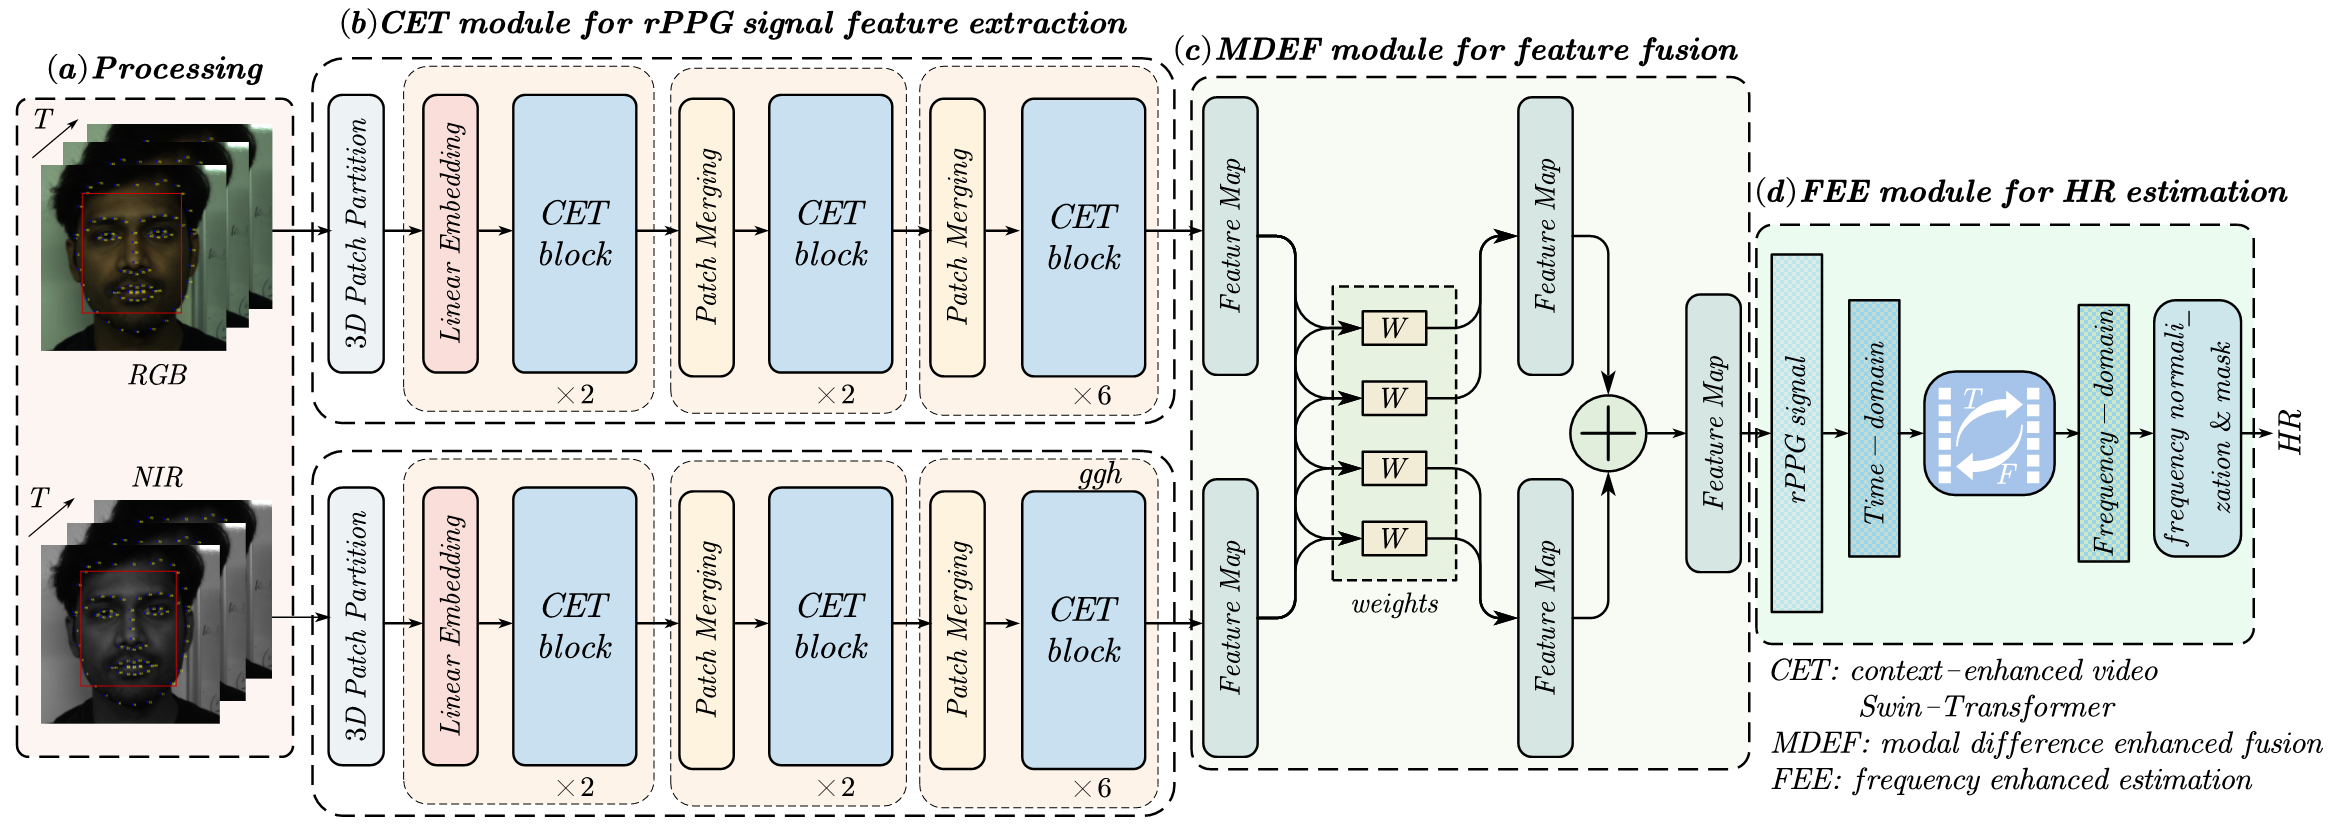 (a)Processing
T
RGB
NIR
T
(b)CET module for rPPG signal feature extraction
3D Patch Partition
Linear Embedding
CET
block
×2
Patch Merging
CET
block
×2
Patch Merging
CET
block
×6
3D Patch Partition
Linear Embedding
CET
block
×2
Patch Merging
CET
block
×2
Patch Merging
ggh
CET
block
×6
(c)MDEF module for feature fusion
Feature Map
Feature Map
W
W
W
W
weights
Feature Map
Feature Map
Feature Map
(d)FEE module for HR estimation
rPPG signal
Time-domain
T
F
Frequency-domain
frequency normali_
zation & mask
HR
CET: context-enhanced video
Swin-Transformer
MDEF: modal difference enhanced fusion
FEE: frequency enhanced estimation